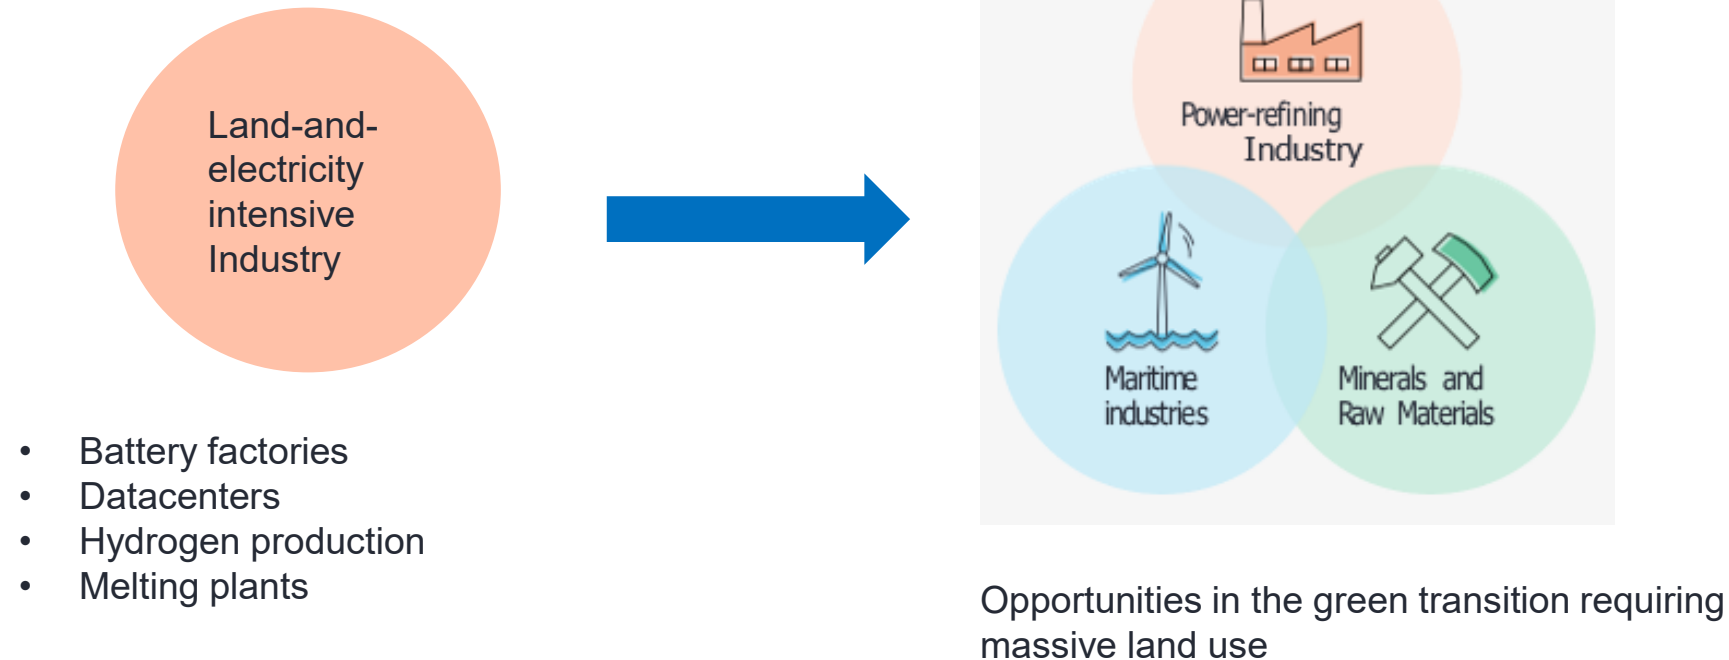 Land-and-
electricity
intensive
Industry
• Battery factories
• Datacenters
• Hydrogen production
• Melting plants
Power-refining
Industry
Maritime
industries
Minerals and
Raw Materials
Opportunities in the green transition requiring
massive land use